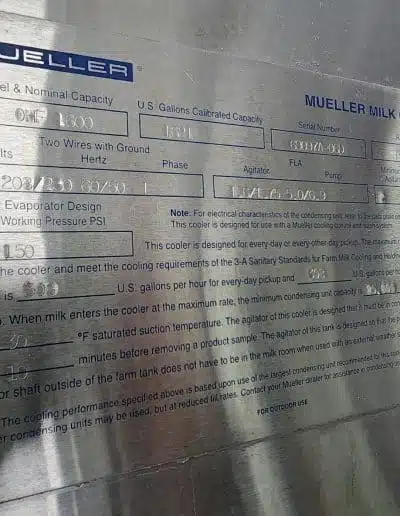 UELLER
MUELLER MILK
el & Nominal Capacity
U.S. Gallons Calibrated Capacity
Serial Number
1600
Two Wires with Ground
lts
Hertz
Phase
Agitator
FLA
Pump
208/230 60/50 1
Evaporator Design
Working Pressure PSI
Note: For electrical characteristics of the condensing unit, refer to the data plate on
This cooler is designed for use with a Mueller cooling control system.
150
This cooler is designed for every-day or every-other-day pickup. The maximum
he cooler and meet the cooling requirements of the 3-A Sanitary Standards for Farm Milk Cooling and Holding
is
U.S. gallons per hour for every-day pickup and
U.S. gallons per
. When milk enters the cooler at the maximum rate, the minimum condensing unit capacity is
°F saturated suction temperature. The agitator of this cooler is designed that it must be in
minutes before removing a sample. The agitator of this tank is designed so that the
or shaft outside of the farm tank does not have to be in the milk room when used with an external weather
The cooling performance specified above is based upon use of the largest condensing unit recommended for this
er condensing units may be used, but at reduced fill rates. Contact your Mueller dealer for assistance in condensing
FOR OUTDOOR USE